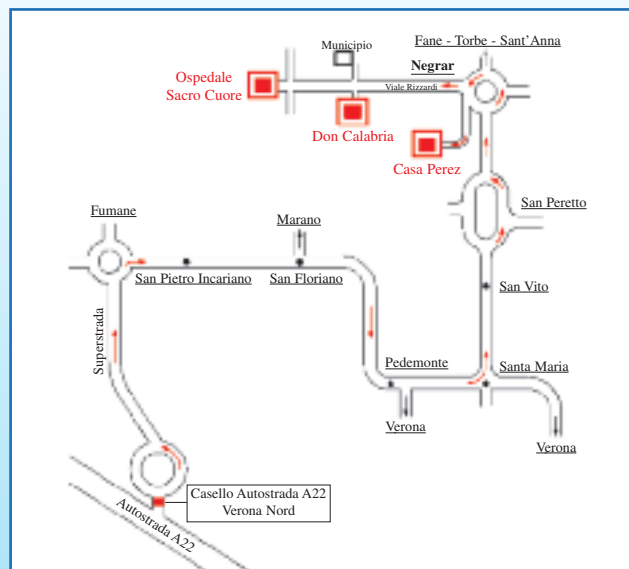 Municipio
Fane - Torbe - Sant'Anna
Negrar
Ospedale
Sacro Cuore
Viale Rizzardi
Don Calabria
Casa Perez
Fumane
Marano
San Peretto
San Pietro Incariano
San Floriano
San Vito
Superstrada
Pedemonte
Santa Maria
Verona
Verona
Casello Autostrada A22
Verona Nord
Autostrada A22